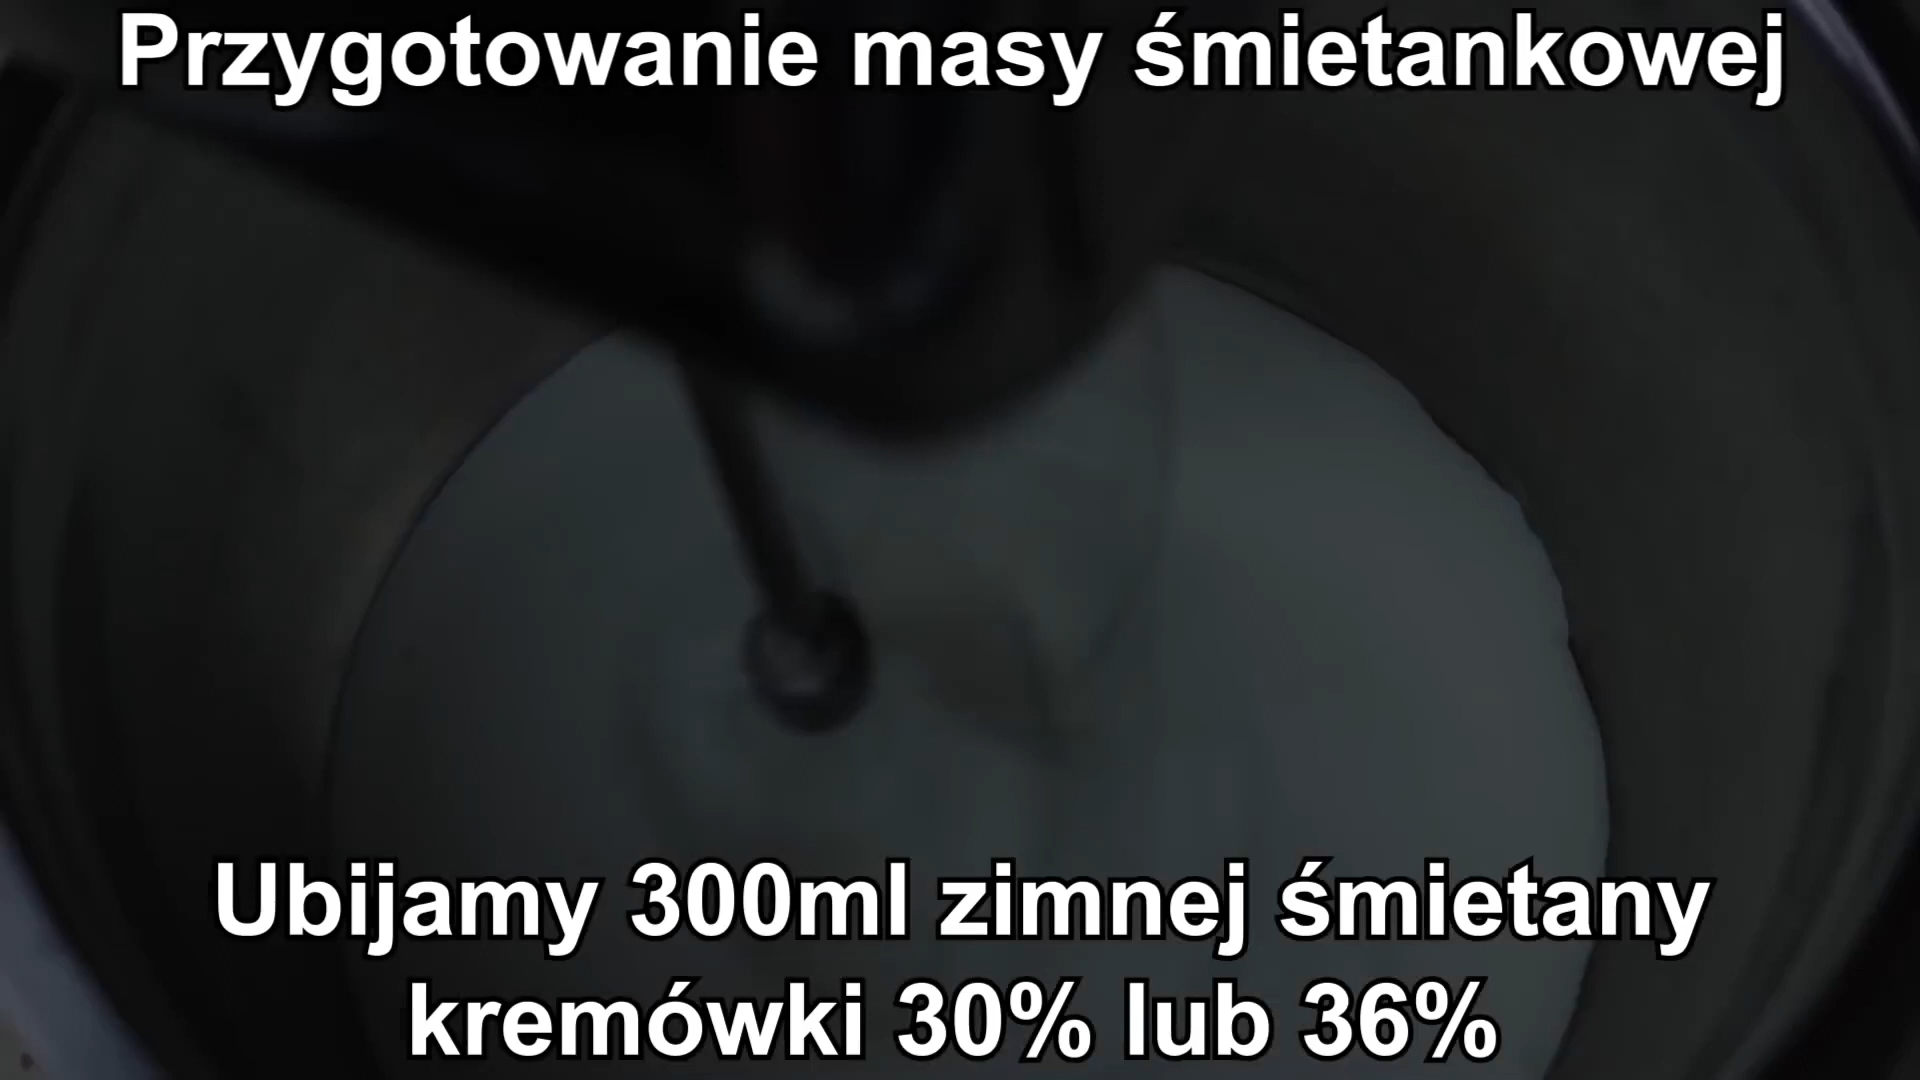 Przygotowanie masy śmietankowej
Ubijamy 300ml zimnej śmietany
kremówki 30% lub 36%